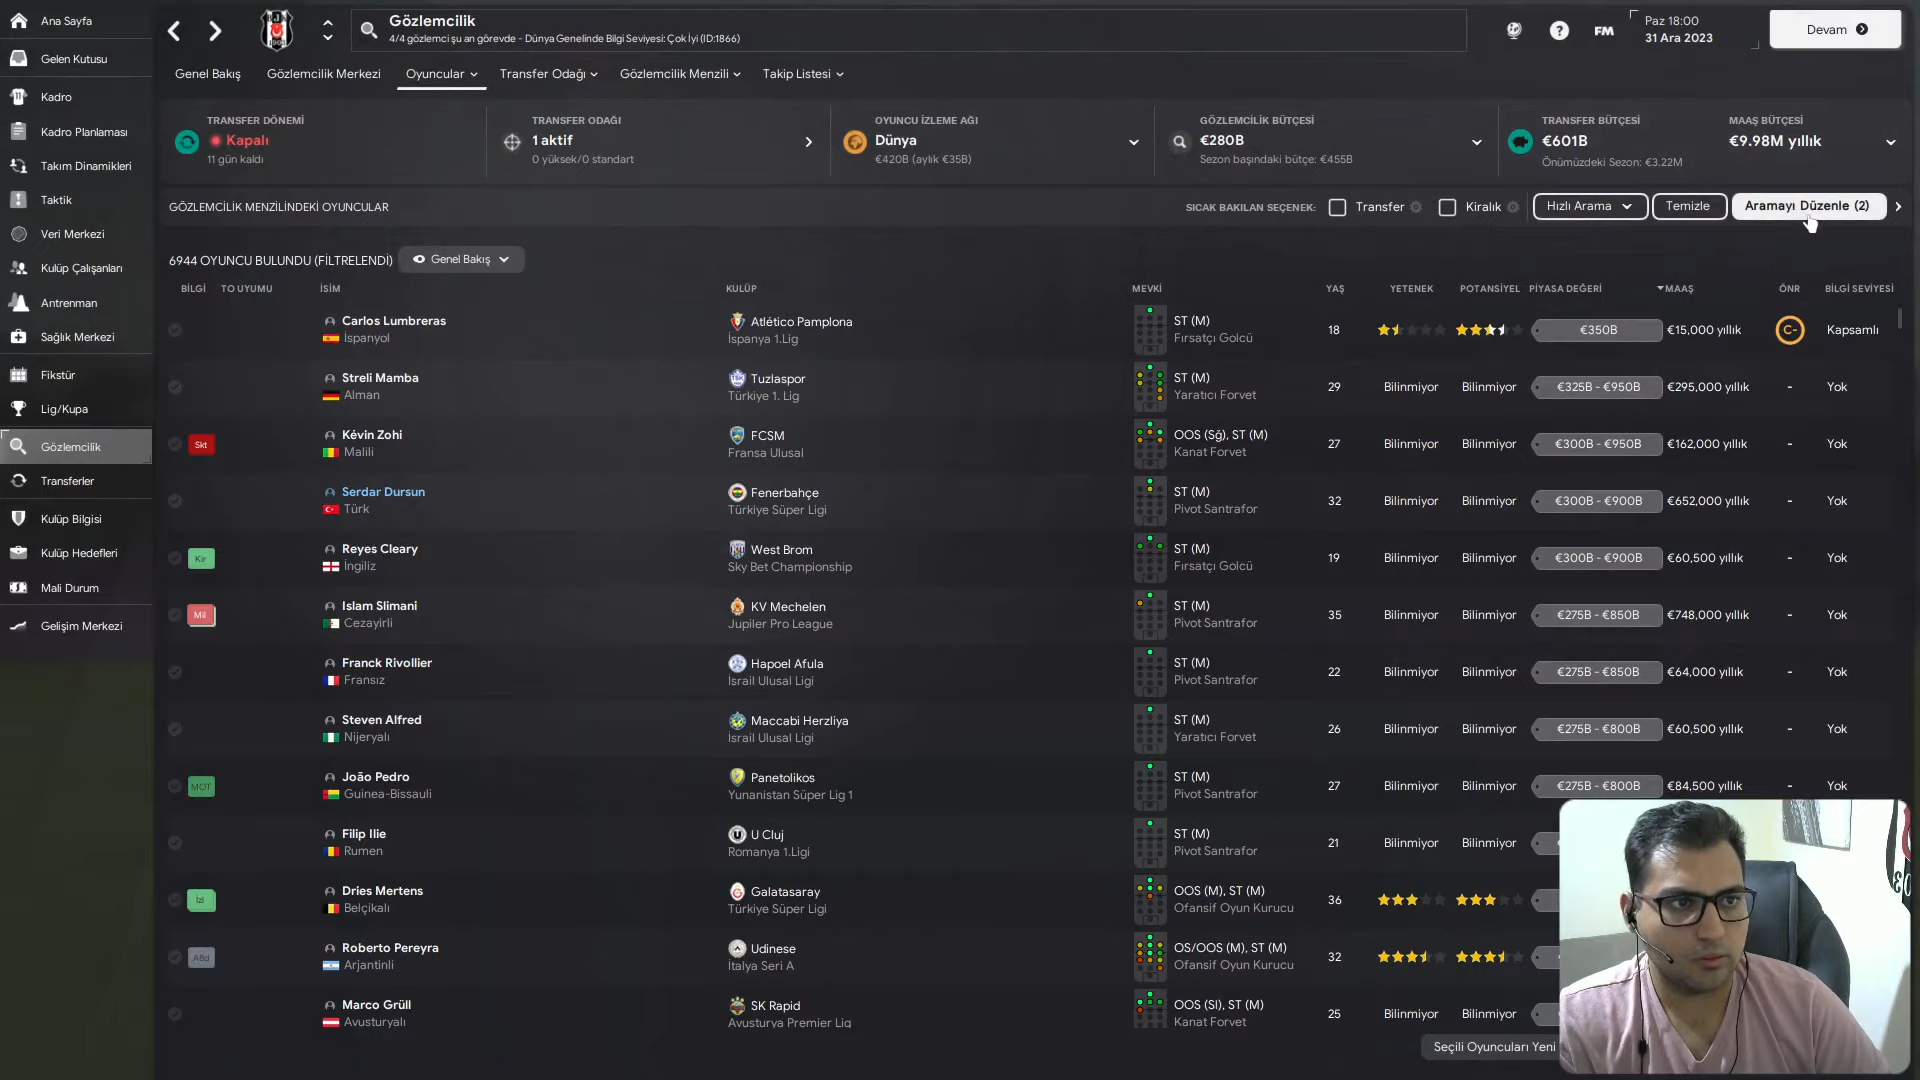 Ana Sayfa
Gelen Kutusu
Kadro
Kadro Planlaması
Takım Dinamikleri
Taktik
Veri Merkezi
Kulüp Çalışanları
Antrenman
Sağlık Merkezi
Fikstür
Lig/Kupa
Gözlemcilik
Transferler
Kulüp Bilgisi
Kulüp Hedefleri
Mali Durum
Gelişim Merkezi
Gözlemcilik
4/4 gözlemci şu an görevde - Dünya Genelinde Bilgi Seviyesi: Çok İyi (ID:1866)
FM
Paz 18:00
31 Ara 2023
Devam
Genel Bakış Gözlemcilik Merkezi Oyuncular Transfer Odağı Gözlemcilik Menzili Takip Listesi
TRANSFER DÖNEMİ
Kapalı
11 gün kaldı
TRANSFER ODAĞI
1 aktif
0 yüksek/0 standart
OYUNCU İZLEME AĞI
Dünya
€420B (aylık €35B)
GÖZLEMCİLİK BÜTÇESİ
€280B
Sezon başındaki bütçe: €455B
TRANSFER BÜTÇESİ
€601B
Önümüzdeki Sezon: €3.22M
MAAŞ BÜTÇESİ
€9.98M yıllık
GÖZLEMCİLİK MENZİLİNDEKİ OYUNCULAR
SICAK BAKILAN SEÇENEK: Transfer Kiralık Hızlı Arama Temizle Aramayı Düzenle (2)
6944 OYUNCU BULUNDU (FİLTRELENDİ) Genel Bakış
BİLGİ TO UYUMU İSİM KULÜP MEVKİ YAŞ YETENEK POTANSİYEL PİYASA DEĞERİ MAAŞ ÖNR BİLGİ SEVİYESİ
Carlos Lumbreras Atlético Pamplona ST (M) 18 €350B €15,000 yıllık C- Kapsamlı
İspanyol İspanya 1.Lig Fırsatçı Golcü
Streli Mamba Tuzlaspor ST (M) 29 Bilinmiyor Bilinmiyor €325B - €950B €295,000 yıllık - Yok
Alman Türkiye 1. Lig Yaratıcı Forvet
Skt Kévin Zohi FCSM OOS (Sğ), ST (M) 27 Bilinmiyor Bilinmiyor €300B - €950B €162,000 yıllık - Yok
Malili Fransa Ulusal Kanat Forvet
Serdar Dursun Fenerbahçe ST (M) 32 Bilinmiyor Bilinmiyor €300B - €900B €652,000 yıllık - Yok
Türk Türkiye Süper Ligi Pivot Santrafor
Kir Reyes Cleary West Brom ST (M) 19 Bilinmiyor Bilinmiyor €300B - €900B €60,500 yıllık - Yok
İngiliz Sky Bet Championship Fırsatçı Golcü
Mil Islam Slimani KV Mechelen ST (M) 35 Bilinmiyor Bilinmiyor €275B - €850B €748,000 yıllık - Yok
Cezayirli Jupiler Pro League Pivot Santrafor
Franck Rivollier Hapoel Afula ST (M) 22 Bilinmiyor Bilinmiyor €275B - €850B €64,000 yıllık - Yok
Fransız İsrail Ulusal Ligi Pivot Santrafor
Steven Alfred Maccabi Herzliya ST (M) 26 Bilinmiyor Bilinmiyor €275B - €800B €60,500 yıllık - Yok
Nijeryalı İsrail Ulusal Ligi Yaratıcı Forvet
MOT João Pedro Panetolikos ST (M) 27 Bilinmiyor Bilinmiyor €275B - €800B €84,500 yıllık - Yok
Guinea-Bissauli Yunanistan Süper Lig 1 Pivot Santrafor
Filip Ilie U Cluj ST (M) 21 Bilinmiyor Bilinmiyor
Rumen Romanya 1.Ligi Pivot Santrafor
İzl Dries Mertens Galatasaray OOS (M), ST (M) 36
Belçikalı Türkiye Süper Ligi Ofansif Oyun Kurucu
ABd Roberto Pereyra Udinese OS/OOS (M), ST (M) 32
Arjantinli İtalya Seri A Ofansif Oyun Kurucu
Marco Grüll SK Rapid OOS (Sl), ST (M) 25 Bilinmiyor Bilinmiyor
Avusturyalı Avusturya Premier Lig Kanat Forvet
Seçili Oyuncuları Yeni